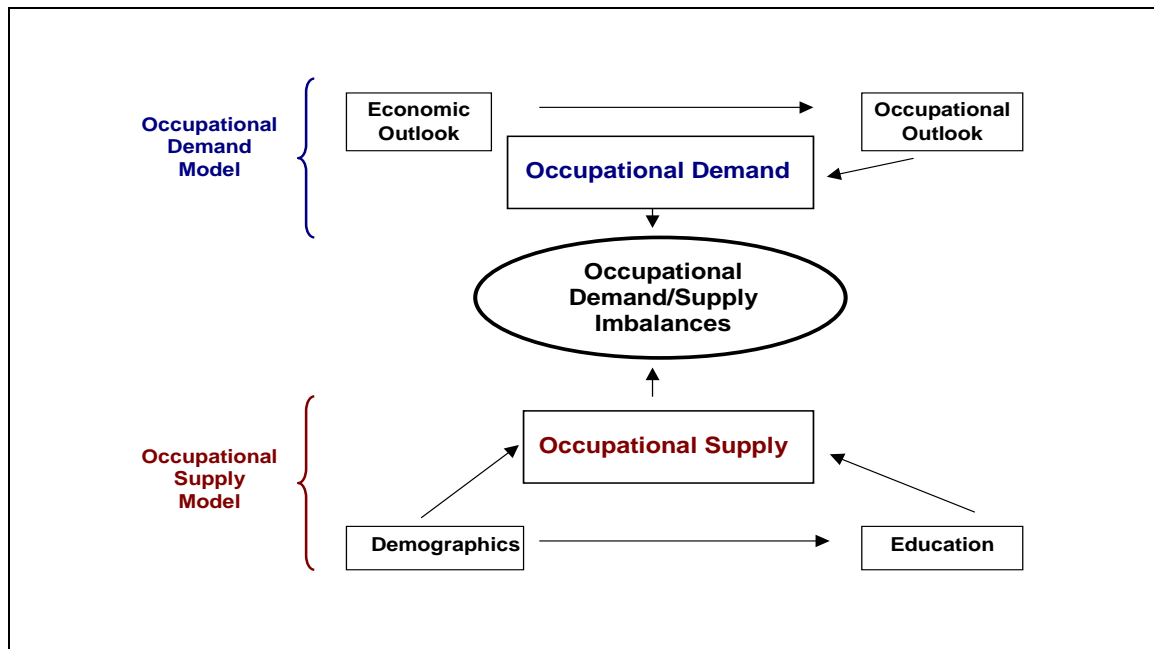 Occupational
Demand
Model
Economic
Outlook
Occupational
Outlook
Occupational Demand
Occupational
Demand/Supply
Imbalances
Occupational
Supply
Model
Occupational Supply
Demographics
Education